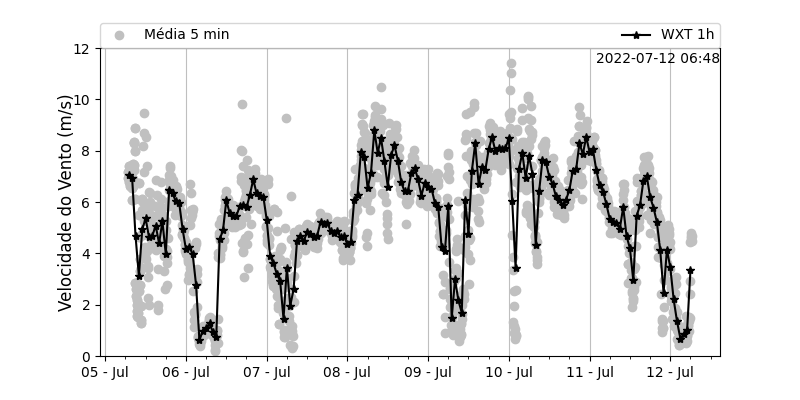 Média 5 min
WXT 1h
2022-07-12 06:48
Velocidade do Vento (m/s)
12
10
8
6
4
2
0
05 - Jul
06 - Jul
07 - Jul
08 - Jul
09 - Jul
10 - Jul
11 - Jul
12 - Jul